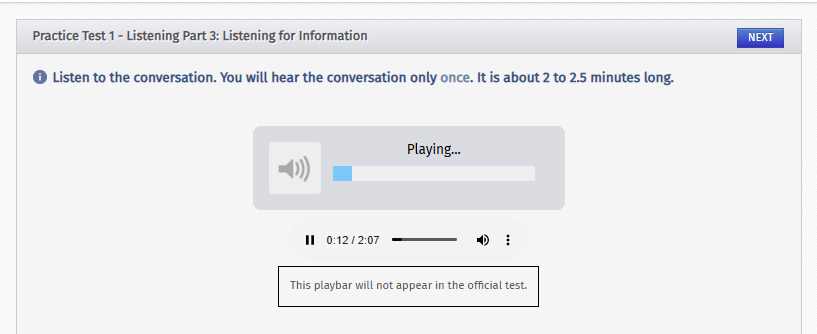 Practice Test 1 - Listening Part 3: Listening for Information
NEXT
Listen to the conversation. You will hear the conversation only once. It is about 2 to 2.5 minutes long.
Playing...
0:12 / 2:07
This playbar will not appear in the official test.